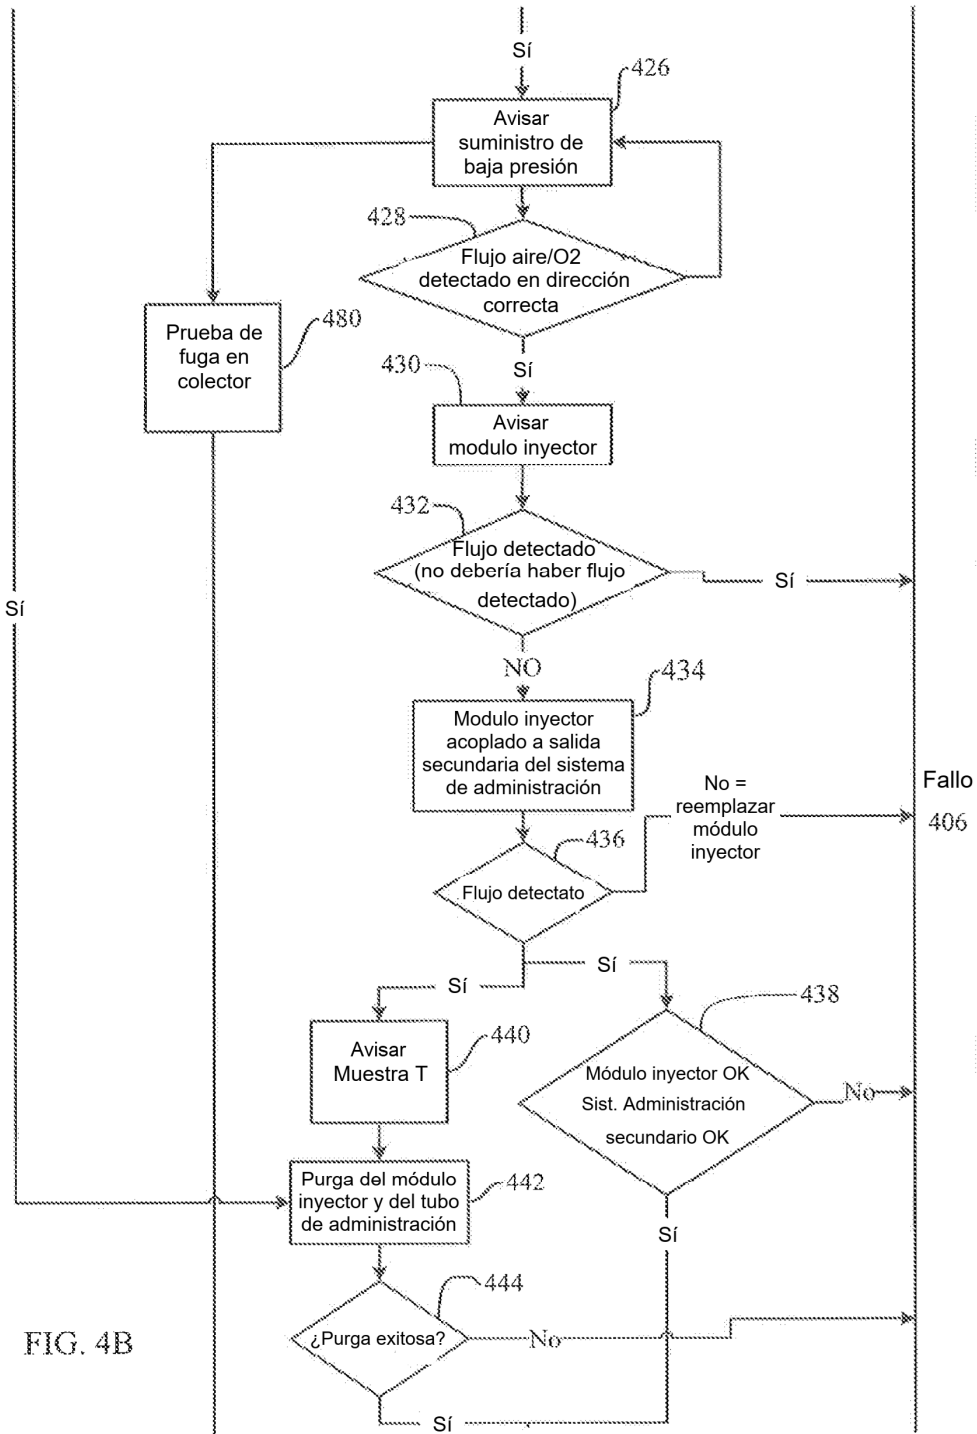 Sí
426
Avisar
suministro de
baja presión
428
Flujo aire/O2
detectado en dirección
correcta
480
Prueba de
fuga en
colector
Sí
430
Avisar
modulo inyector
432
Flujo detectado
(no debería haber flujo
detectado)
Sí
Sí
NO
434
Modulo inyector
acoplado a salida
secundaria del sistema
de administración
No =
reemplazar
módulo
inyector
Fallo
406
436
Flujo detectato
Sí
Sí
438
440
Avisar
Muestra T
Módulo inyector OK
Sist. Administración
secundario OK
No
Purga del módulo
inyector y del tubo
de administración
442
Sí
444
¿Purga exitosa?
No
FIG. 4B
Sí